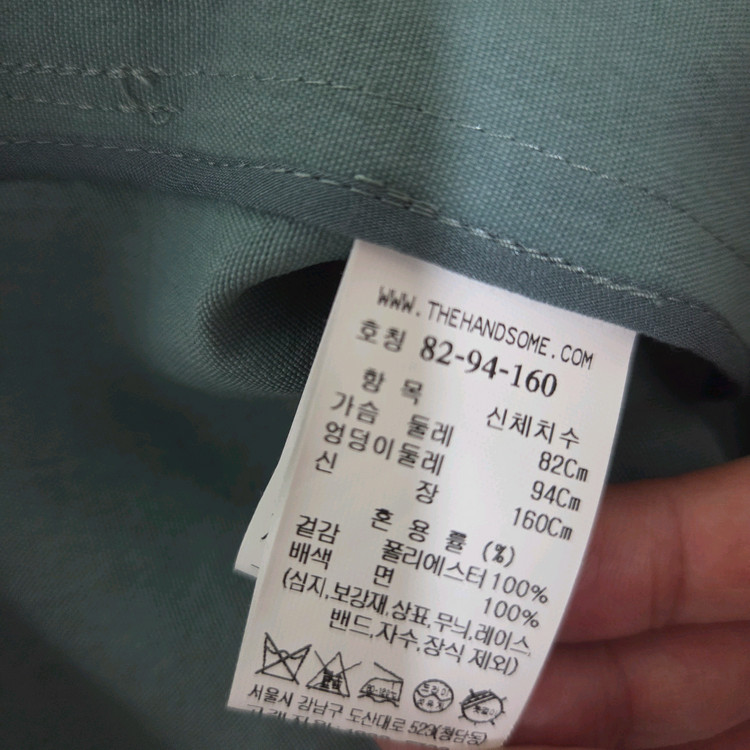 WWW.THEHANDSOME.COM
호칭 82-94-160
항 목 신체치수
가슴 둘레 82Cm
엉덩이둘레 94Cm
신 장 160Cm
혼 용 률 (%)
겉감 폴리에스터100%
배색 면 100%
(심지,보강재,상표,무늬,레이스,
밴드,자수,장식 제외)
서울시 강남구 도산대로 523(청담동)